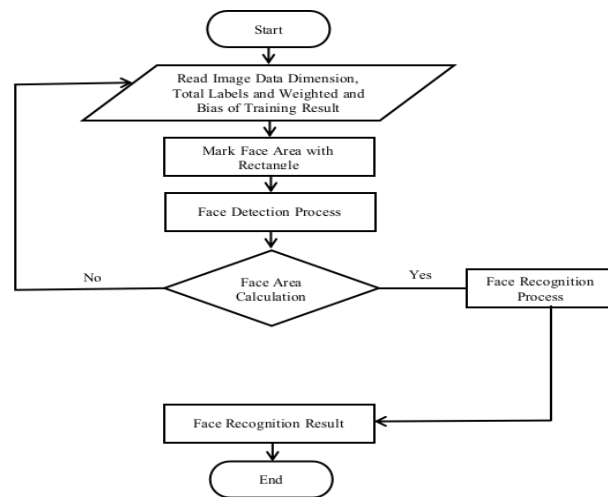 Start
Read Image Data Dimension,
Total Labels and Weighted and
Bias of Training Result
Mark Face Area with
Rectangle
Face Detection Process
No
Face Area
Calculation
Yes
Face Recognition
Process
Face Recognition Result
End